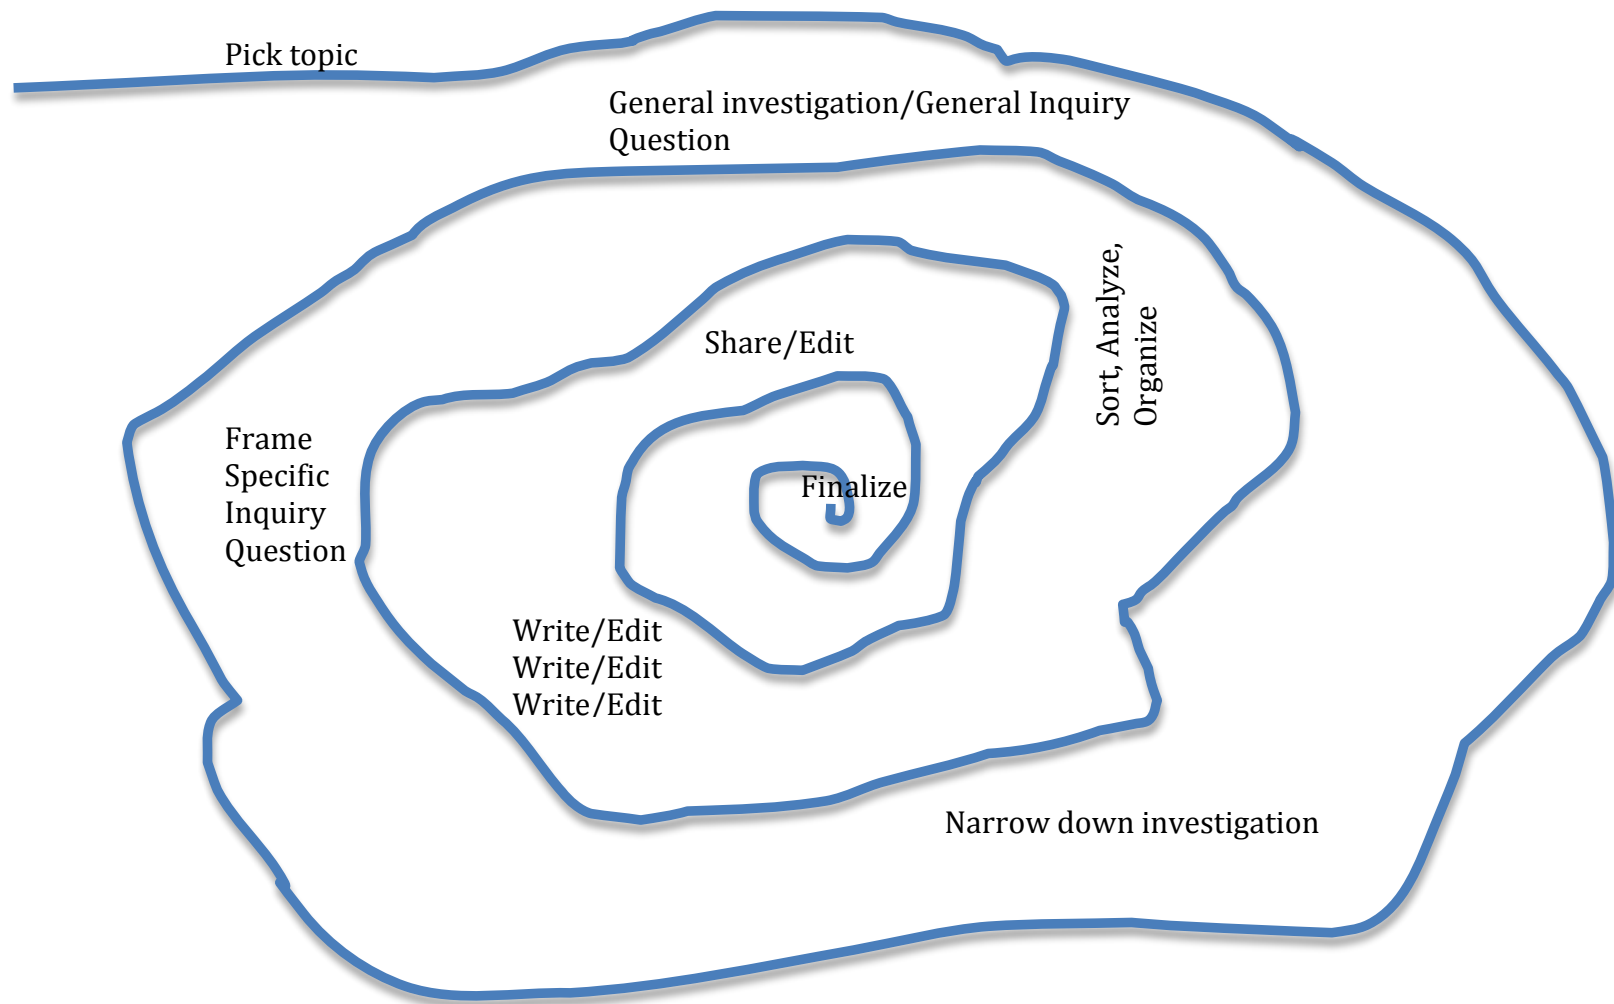 Pick topic
General investigation/General Inquiry
Question
Sort, Analyze,
Organize
Share/Edit
Frame
Specific
Inquiry
Question
Finalize
Write/Edit
Write/Edit
Write/Edit
Narrow down investigation